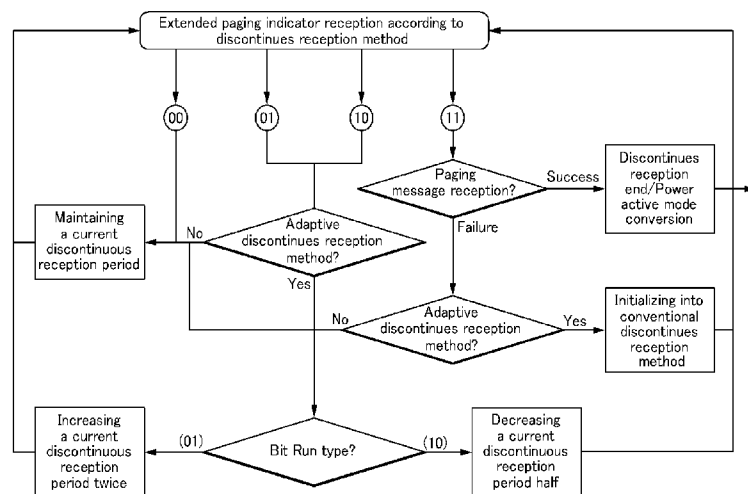 Extended paging indicator reception according to
discontinues reception method
00
01
10
11
Paging
message reception?
Success
Discontinues
reception
end/Power
active mode
conversion
Failure
Maintaining
a current
discontinuous
reception period
No
Adaptive
discontinues reception
method?
Yes
No
Adaptive
discontinues reception
method?
Yes
Initializing into
conventional
discontinues
reception
method
Increasing
a current
discontinuous
reception
period twice
(01)
Bit Run type?
(10)
Decreasing
a current
discontinuous
reception
period half